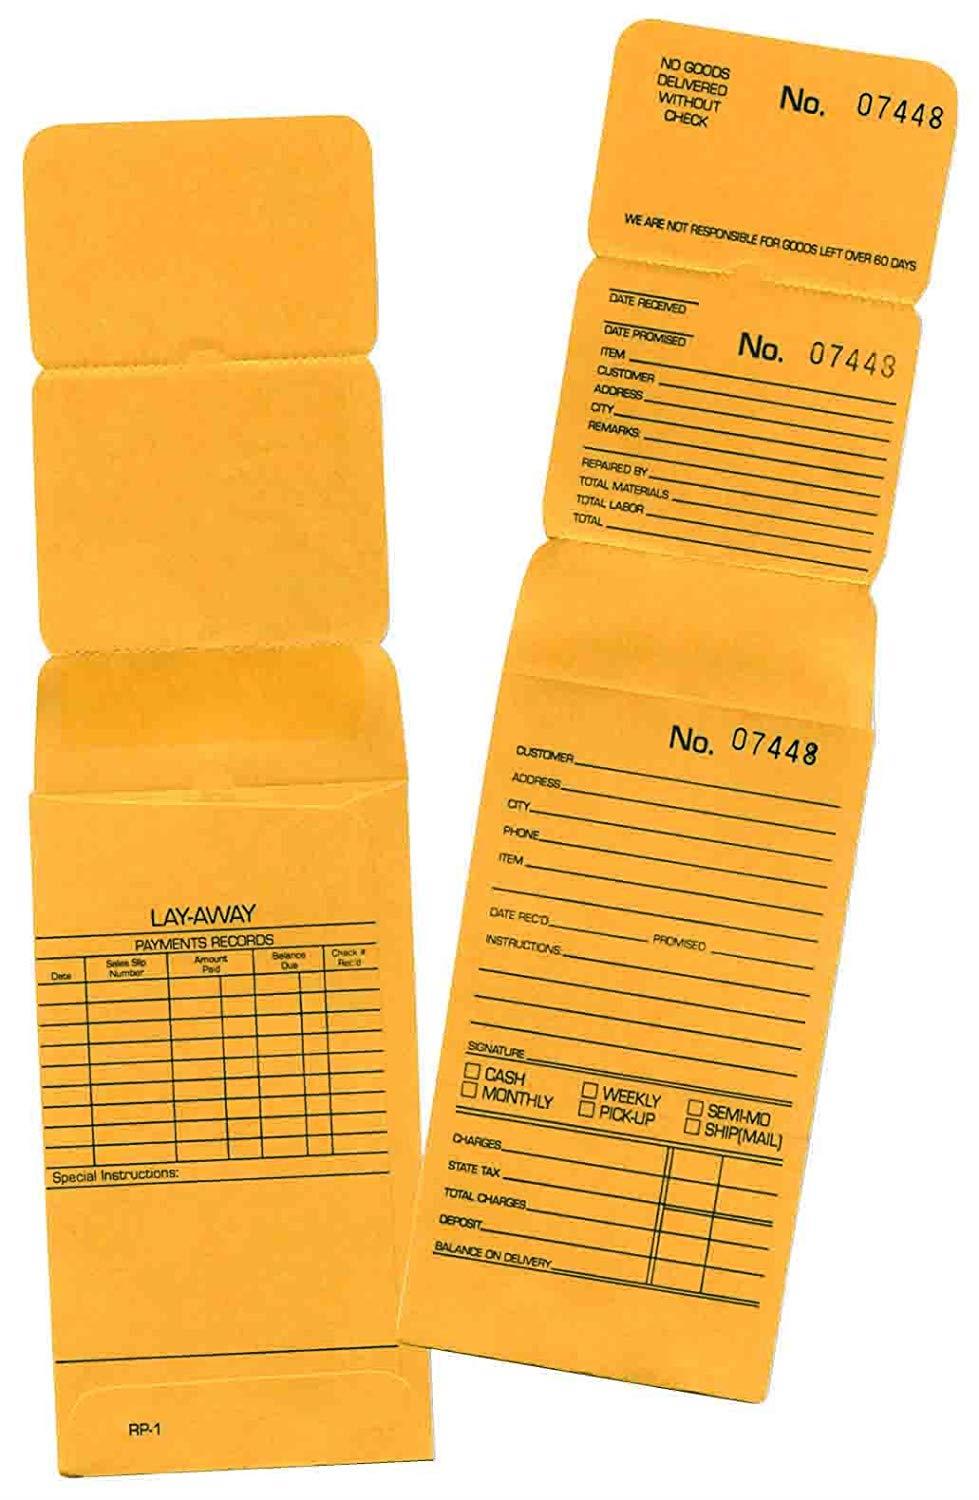 LAY-AWAY
PAYMENTS RECORDS
Date Sales Slip Number Amount Paid Balance Due Check # Rec'd
Special Instructions:
RP-1
NO GOODS
DELIVERED
WITHOUT
CHECK
No. 07448
WE ARE NOT RESPONSIBLE FOR GOODS LEFT OVER 60 DAYS
DATE RECEIVED
DATE PROMISED
No. 07448
ITEM
CUSTOMER
ADDRESS
CITY
REMARKS:
REPAIRED BY
TOTAL MATERIALS
TOTAL LABOR
TOTAL
No. 07448
CUSTOMER
ADDRESS
CITY
PHONE
ITEM
DATE REC'D PROMISED
INSTRUCTIONS:
SIGNATURE
CASH WEEKLY SEMI-MO
MONTHLY PICK-UP SHIP(MAIL)
CHARGES
STATE TAX
TOTAL CHARGES
DEPOSIT
BALANCE ON DELIVERY